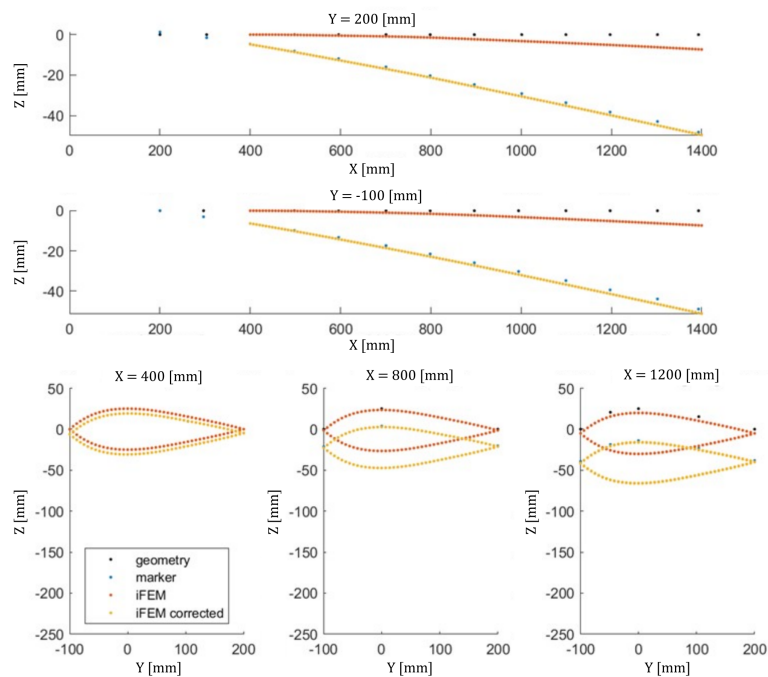 Y = 200 [mm]
0
-20
-40
Z [mm]
0
200
400
600
800
1000
1200
1400
X [mm]
Y = -100 [mm]
0
-20
-40
Z [mm]
0
200
400
600
800
1000
1200
1400
X [mm]
X = 400 [mm]
50
0
-50
-100
-150
-200
-250
Z [mm]
geometry
marker
iFEM
iFEM corrected
-100
0
100
200
Y [mm]
X = 800 [mm]
50
0
-50
-100
-150
-200
-250
Z [mm]
-100
0
100
200
Y [mm]
X = 1200 [mm]
50
0
-50
-100
-150
-200
-250
Z [mm]
-100
0
100
200
Y [mm]